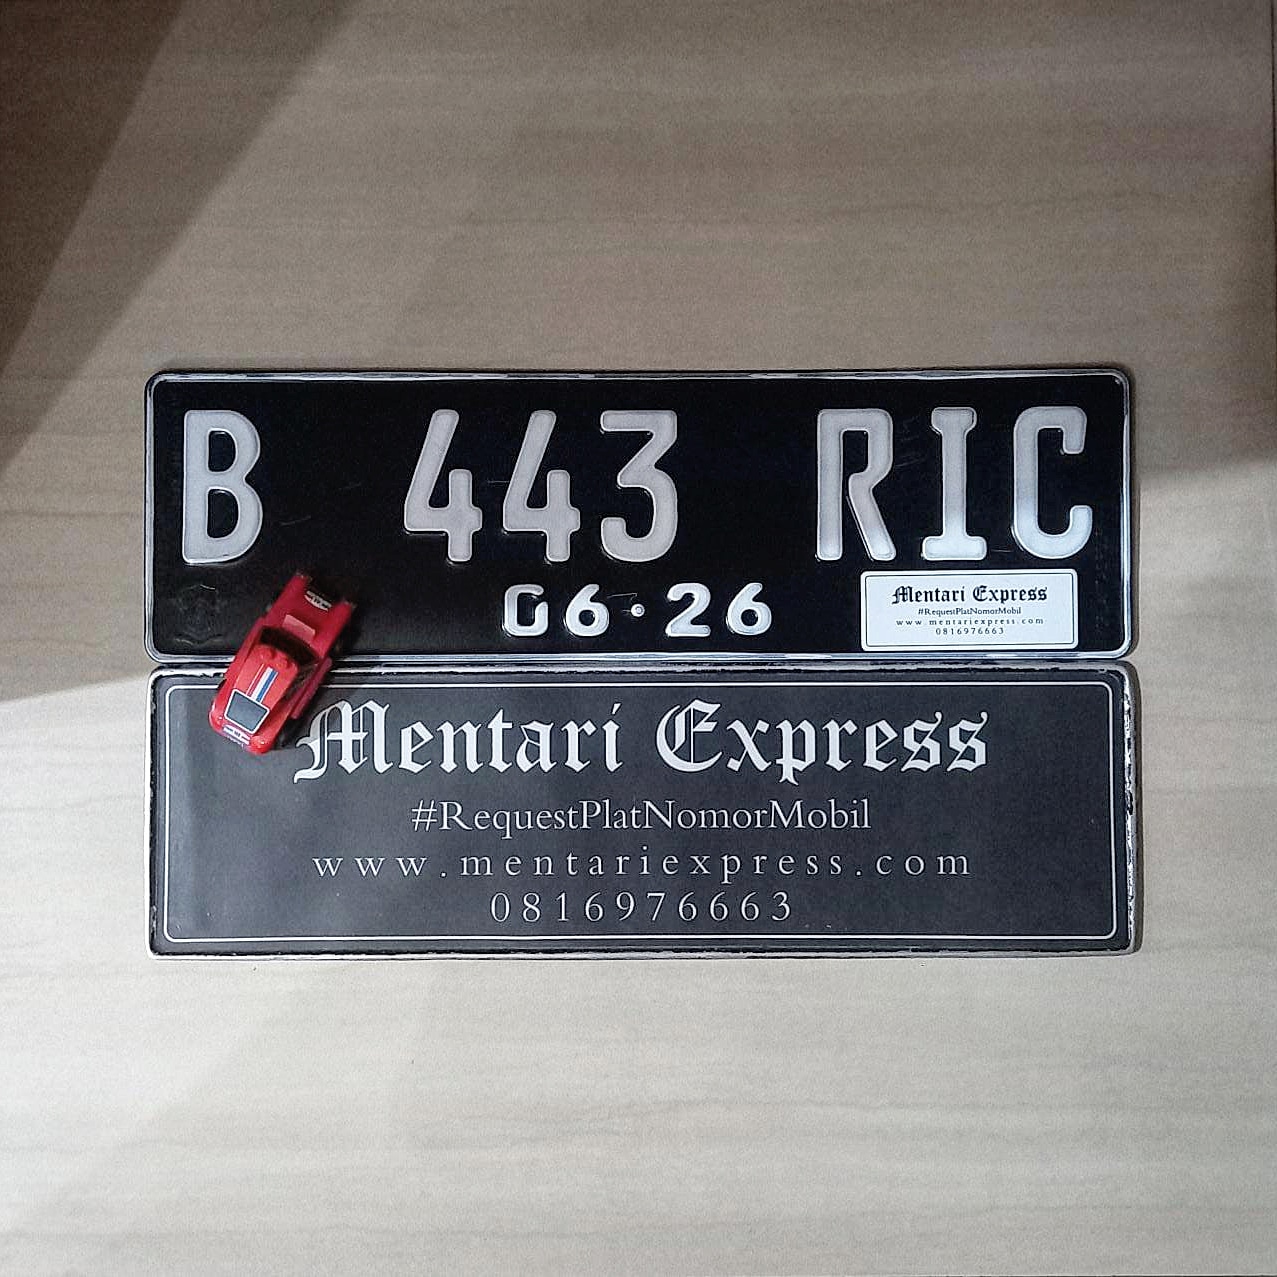 B 443 RIC
06·26
Mentari Express
#RequestPlatNomorMobil
www.mentariexpress.com
0816976663
Mentari Express
#RequestPlatNomorMobil
www.mentariexpress.com
0816976663